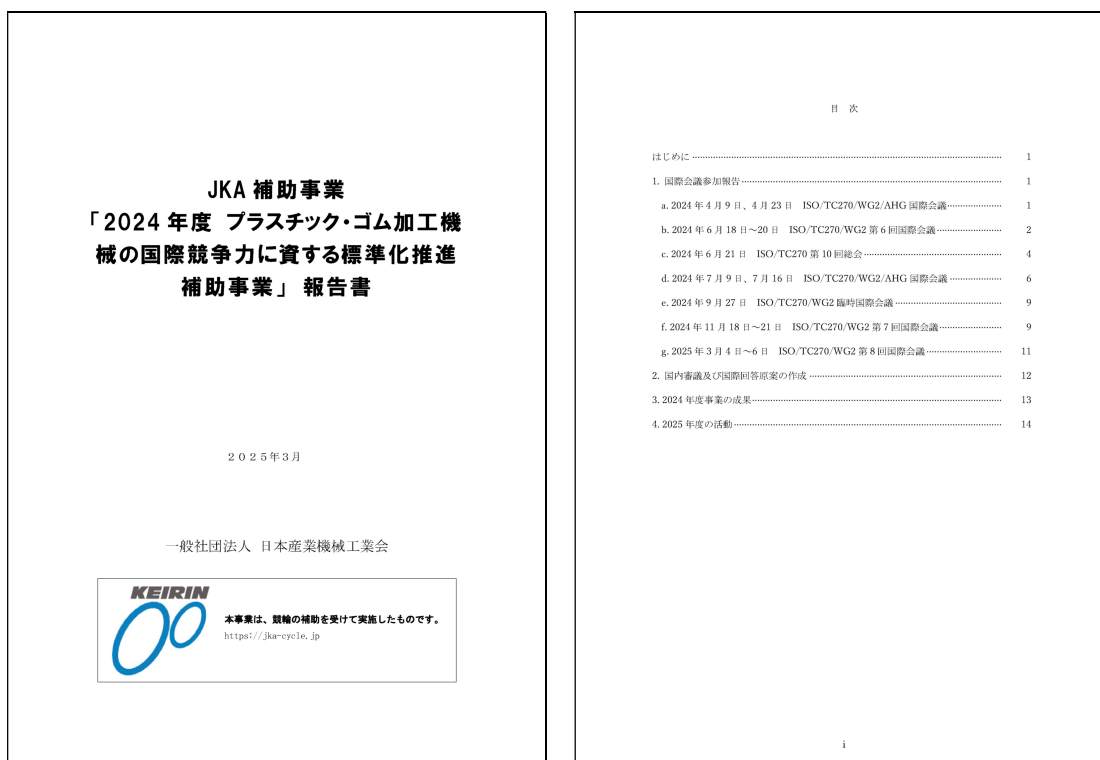 JKA 補助事業
「2024 年度 プラスチック・ゴム加工機
械の国際競争力に資する標準化推進
補助事業」 報告書
２０２５年３月
一般社団法人 日本産業機械工業会
KEIRIN
本事業は、競輪の補助を受けて実施したものです。
https://jka-cycle.jp
目 次
はじめに 1
1. 国際会議参加報告 1
a. 2024 年 4 月 9 日、4 月 23 日 ISO/TC270/WG2/AHG 国際会議 1
b. 2024 年 6 月 18 日～20 日 ISO/TC270/WG2 第 6 回国際会議 2
c. 2024 年 6 月 21 日 ISO/TC270 第 10 回総会 4
d. 2024 年 7 月 9 日、7 月 16 日 ISO/TC270/WG2/AHG 国際会議 6
e. 2024 年 9 月 27 日 ISO/TC270/WG2 臨時国際会議 9
f. 2024 年 11 月 18 日～21 日 ISO/TC270/WG2 第 7 回国際会議 9
g. 2025 年 3 月 4 日～6 日 ISO/TC270/WG2 第 8 回国際会議 11
2. 国内審議及び国際回答原案の作成 12
3. 2024 年度事業の成果 13
4. 2025 年度の活動 14
i